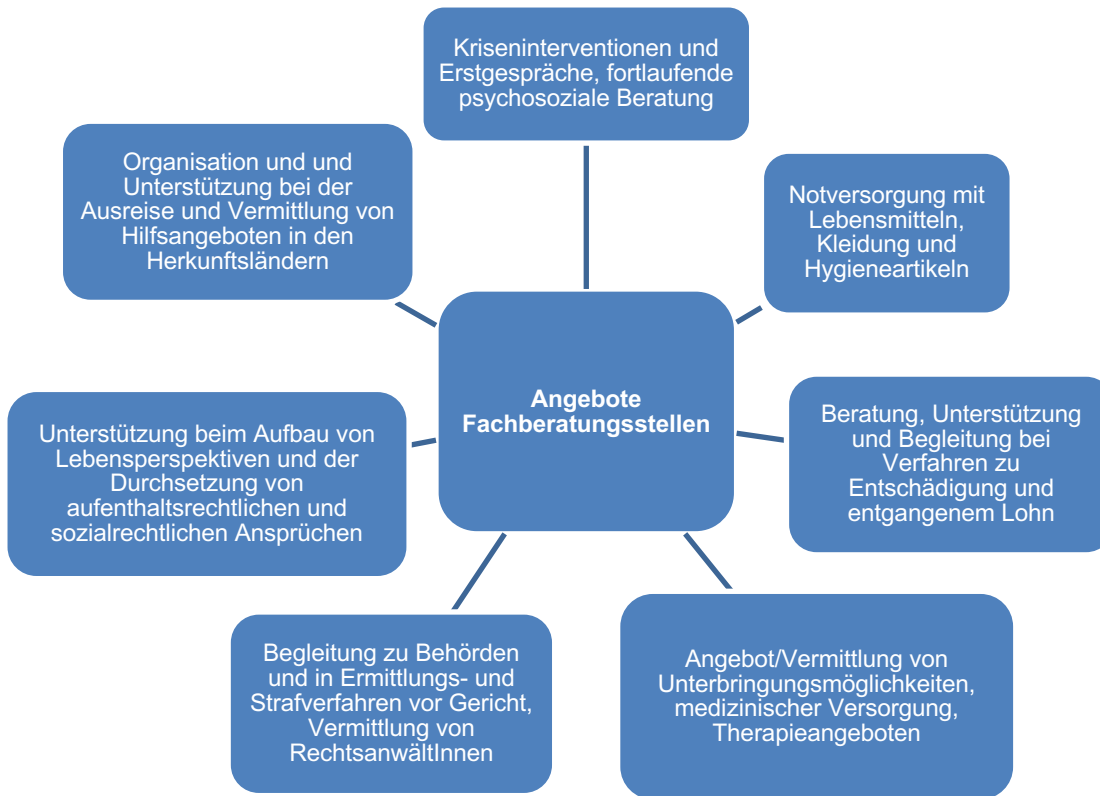 Kriseninterventionen und
Erstgespräche, fortlaufende
psychosoziale Beratung
Notversorgung mit
Lebensmitteln,
Kleidung und
Hygieneartikeln
Beratung, Unterstützung
und Begleitung bei
Verfahren zu
Entschädigung und
entgangenem Lohn
Angebot/Vermittlung von
Unterbringungsmöglichkeiten,
medizinischer Versorgung,
Therapieangeboten
Begleitung zu Behörden
und in Ermittlungs- und
Strafverfahren vor Gericht,
Vermittlung von
RechtsanwältInnen
Unterstützung beim Aufbau von
Lebensperspektiven und der
Durchsetzung von
aufenthaltsrechtlichen und
sozialrechtlichen Ansprüchen
Organisation und und
Unterstützung bei der
Ausreise und Vermittlung von
Hilfsangeboten in den
Herkunftsländern
Angebote
Fachberatungsstellen